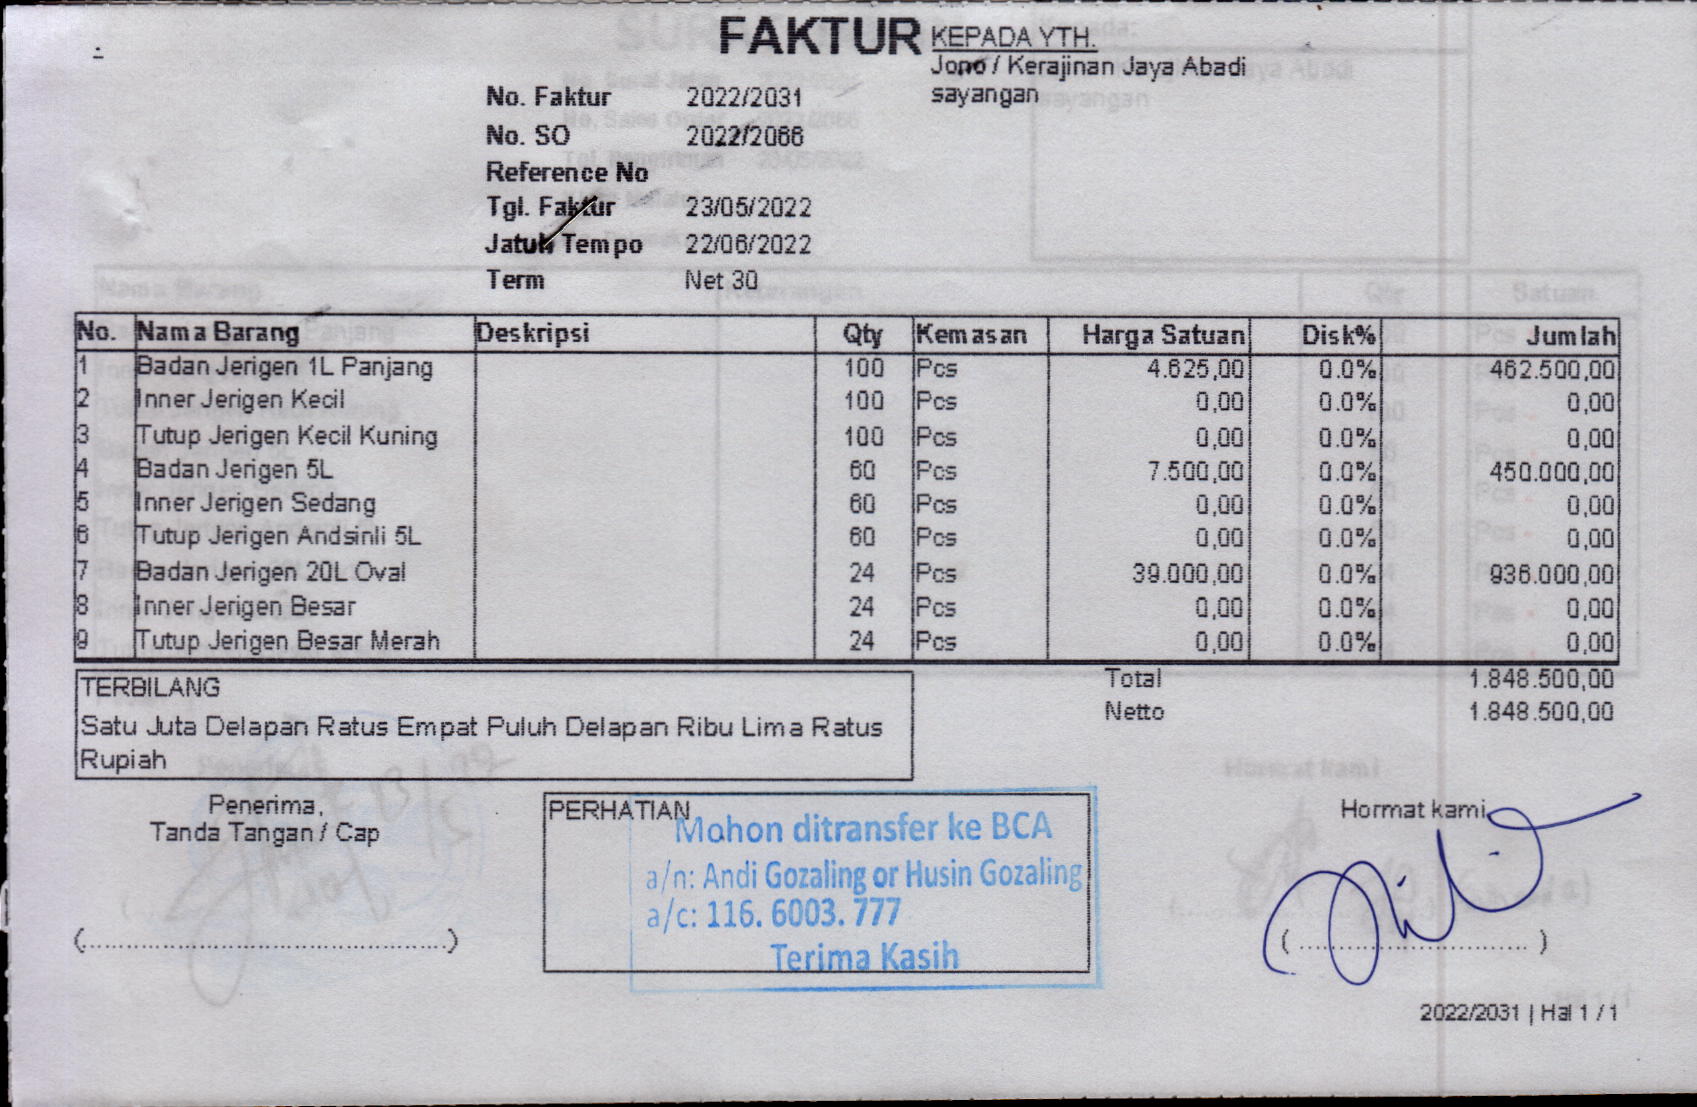 FAKTUR
KEPADA YTH.
Jono / Kerajinan Jaya Abadi
sayangan
No. Faktur 2022/2031
No. SO 2022/2066
Reference No
Tgl. Faktur 23/05/2022
Jatuh Tempo 22/06/2022
Term Net 30
No. Nama Barang Deskripsi Qty Kemasan Harga Satuan Disk% Jumlah
1 Badan Jerigen 1L Panjang 100 Pcs 4.625,00 0.0% 462.500,00
2 Inner Jerigen Kecil 100 Pcs 0,00 0.0% 0,00
3 Tutup Jerigen Kecil Kuning 100 Pcs 0,00 0.0% 0,00
4 Badan Jerigen 5L 60 Pcs 7.500,00 0.0% 450.000,00
5 Inner Jerigen Sedang 60 Pcs 0,00 0.0% 0,00
6 Tutup Jerigen Andsinli 5L 60 Pcs 0,00 0.0% 0,00
7 Badan Jerigen 20L Oval 24 Pcs 39.000,00 0.0% 936.000,00
8 Inner Jerigen Besar 24 Pcs 0,00 0.0% 0,00
9 Tutup Jerigen Besar Merah 24 Pcs 0,00 0.0% 0,00
Total 1.848.500,00
Netto 1.848.500,00
TERBILANG
Satu Juta Delapan Ratus Empat Puluh Delapan Ribu Lima Ratus
Rupiah
Penerima,
Tanda Tangan / Cap
(..............................................)
PERHATIAN
Mohon ditransfer ke BCA
a/n: Andi Gozaling or Husin Gozaling
a/c: 116. 6003. 777
Terima Kasih
Hormat kami
( .............................. )
2022/2031 | Hal 1 / 1